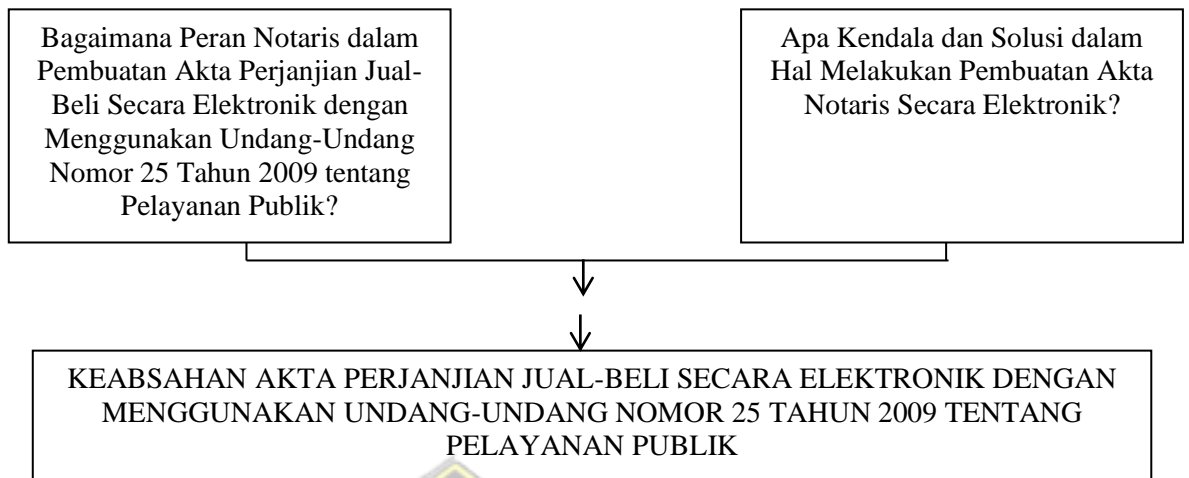 Bagaimana Peran Notaris dalam
Pembuatan Akta Perjanjian Jual-
Beli Secara Elektronik dengan
Menggunakan Undang-Undang
Nomor 25 Tahun 2009 tentang
Pelayanan Publik?
Apa Kendala dan Solusi dalam
Hal Melakukan Pembuatan Akta
Notaris Secara Elektronik?
KEABSAHAN AKTA PERJANJIAN JUAL-BELI SECARA ELEKTRONIK DENGAN
MENGGUNAKAN UNDANG-UNDANG NOMOR 25 TAHUN 2009 TENTANG
PELAYANAN PUBLIK